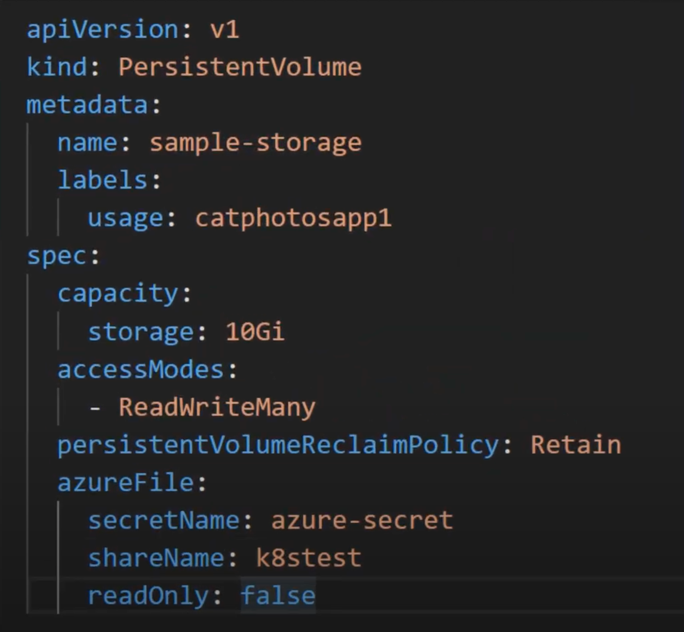 apiVersion: v1
kind: PersistentVolume
metadata:
  name: sample-storage
  labels:
    usage: catphotosapp1
spec:
  capacity:
    storage: 10Gi
  accessModes:
    - ReadWriteMany
  persistentVolumeReclaimPolicy: Retain
  azureFile:
    secretName: azure-secret
    shareName: k8stest
    readOnly: false